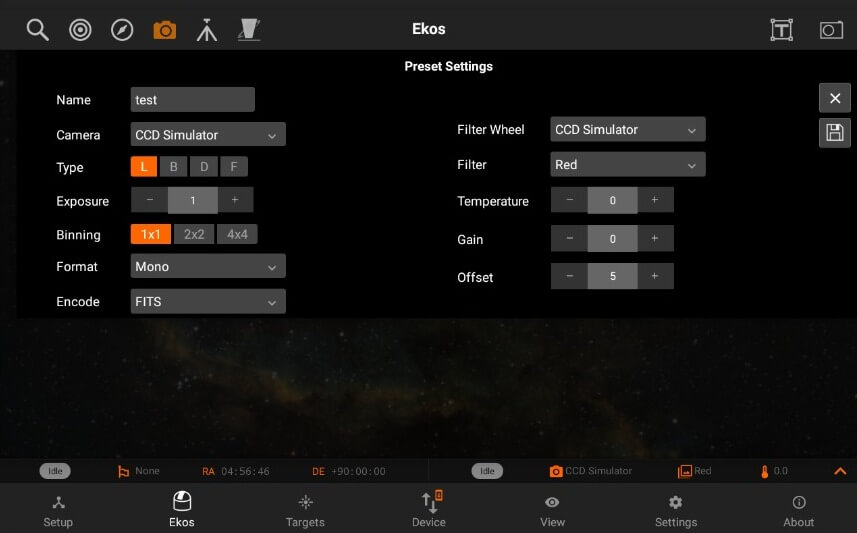 Ekos
Preset Settings
Name test
Camera CCD Simulator
Type L B D F
Exposure − 1 +
Binning 1x1 2x2 4x4
Format Mono
Encode FITS
Filter Wheel CCD Simulator
Filter Red
Temperature − 0 +
Gain − 0 +
Offset − 5 +
Idle None RA 04:56:46 DE +90:00:00 Idle CCD Simulator Red 0.0
Setup Ekos Targets Device View Settings About